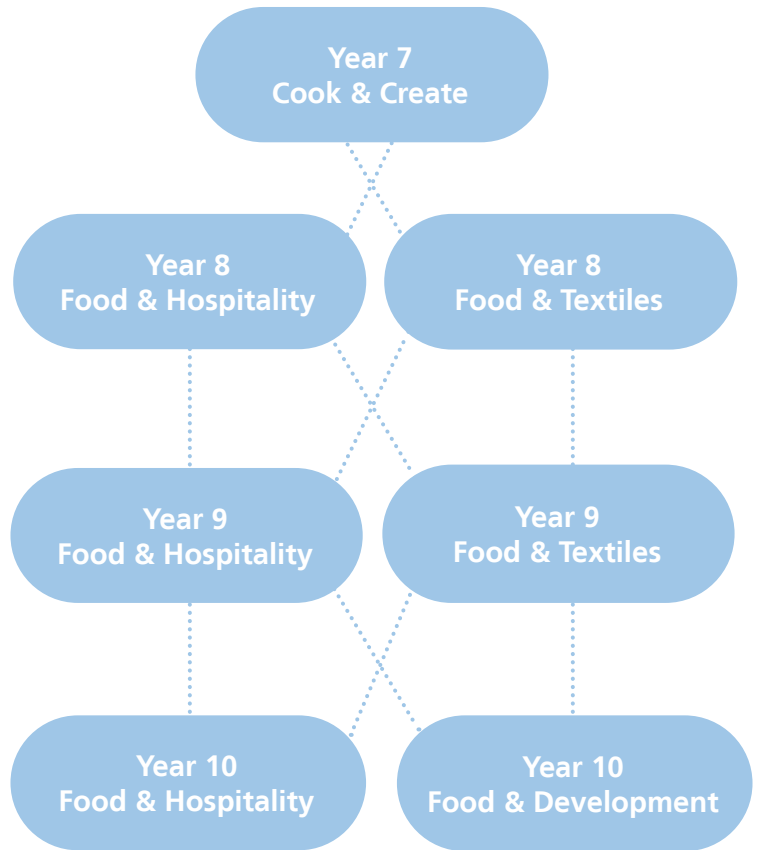 Year 7
Cook & Create
Year 8
Food & Hospitality
Year 8
Food & Textiles
Year 9
Food & Hospitality
Year 9
Food & Textiles
Year 10
Food & Hospitality
Year 10
Food & Development